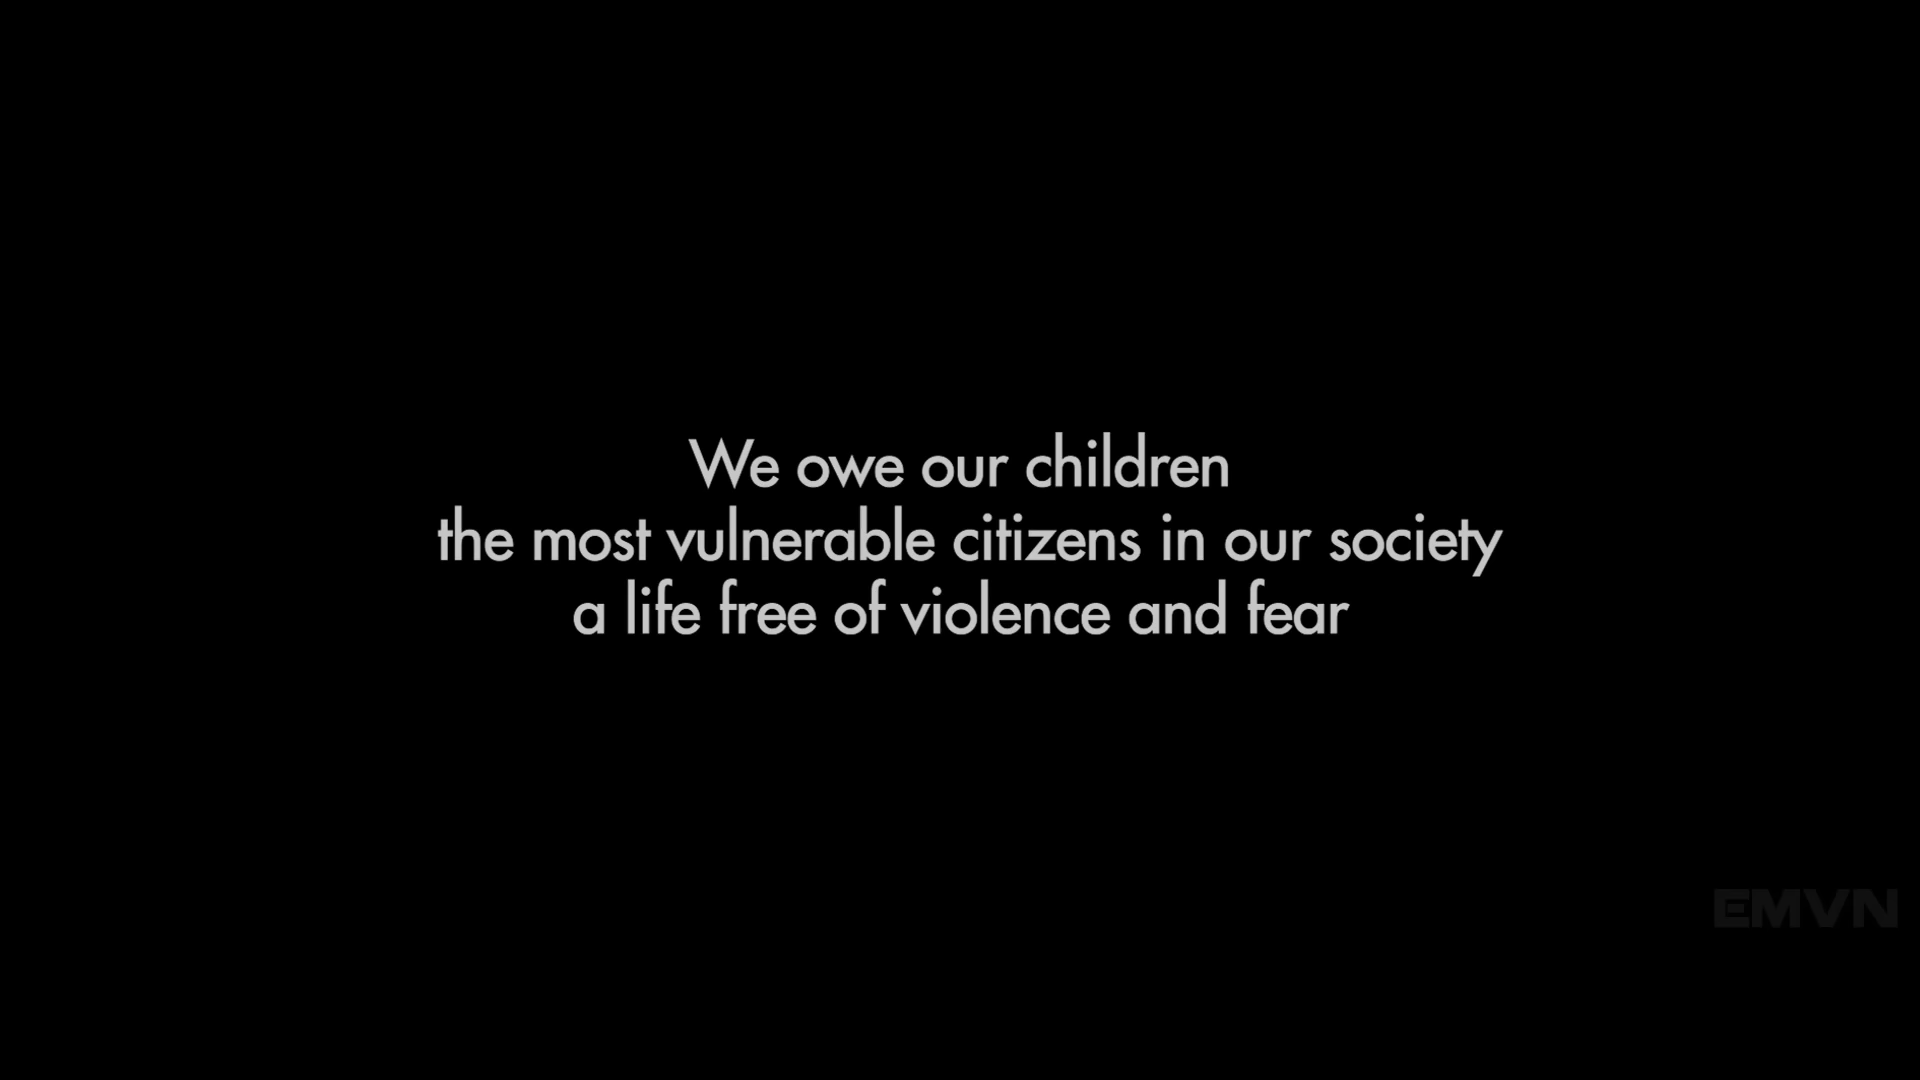 We owe our children
the most vulnerable citizens in our society
a life free of violence and fear
EMVN